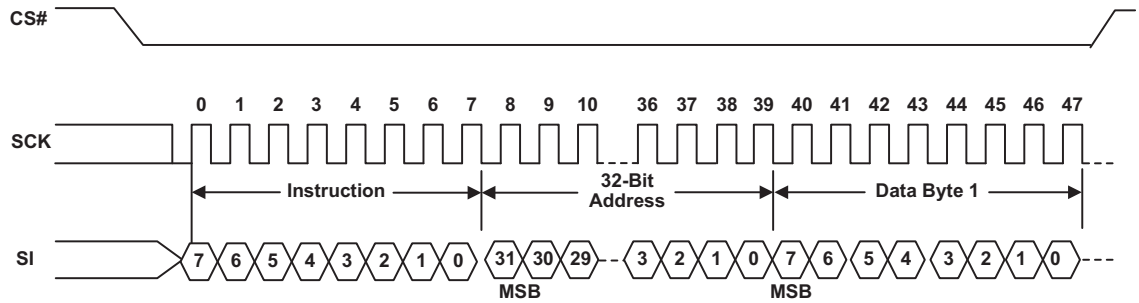 CS#
0 1 2 3 4 5 6 7 8 9 10 36 37 38 39 40 41 42 43 44 45 46 47
SCK
Instruction
32-Bit
Address
Data Byte 1
SI
7 6 5 4 3 2 1 0 31 30 29 3 2 1 0 7 6 5 4 3 2 1 0
MSB MSB